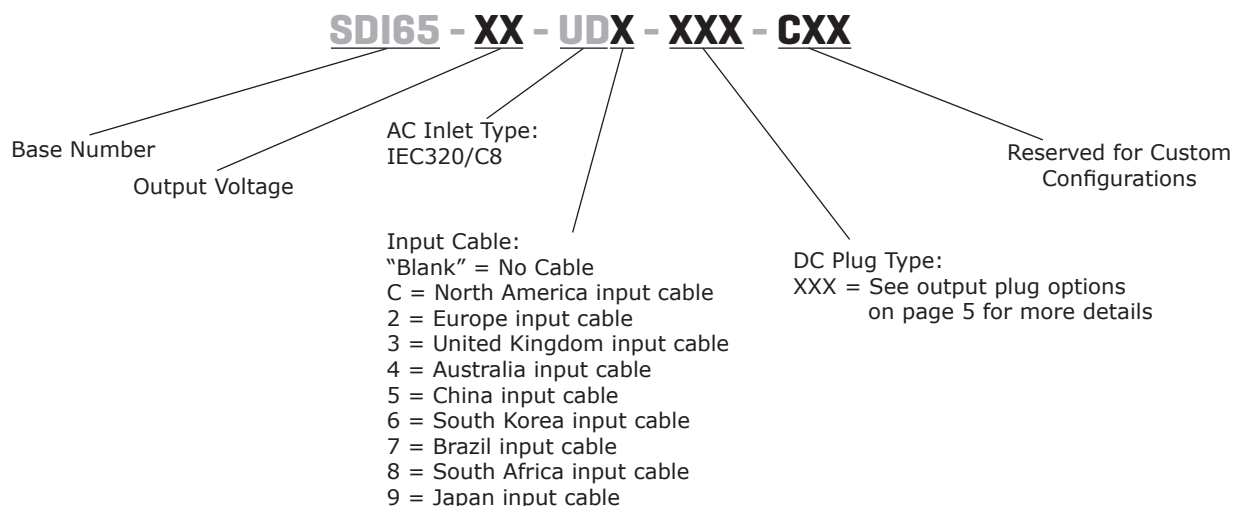 SDI65 - XX - UDX - XXX - CXX
Base Number
Output Voltage
AC Inlet Type:
IEC320/C8
Input Cable:
“Blank” = No Cable
C = North America input cable
2 = Europe input cable
3 = United Kingdom input cable
4 = Australia input cable
5 = China input cable
6 = South Korea input cable
7 = Brazil input cable
8 = South Africa input cable
9 = Japan input cable
DC Plug Type:
XXX = See output plug options
on page 5 for more details
Reserved for Custom
Configurations